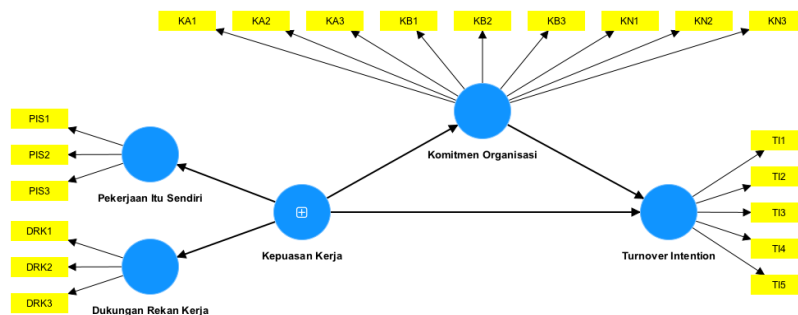 KA1 KA2 KA3 KB1 KB2 KB3 KN1 KN2 KN3
PIS1
PIS2
PIS3
Pekerjaan Itu Sendiri
Komitmen Organisasi
TI1
TI2
TI3
TI4
TI5
DRK1
DRK2
DRK3
Kepuasan Kerja
Turnover Intention
Dukungan Rekan Kerja